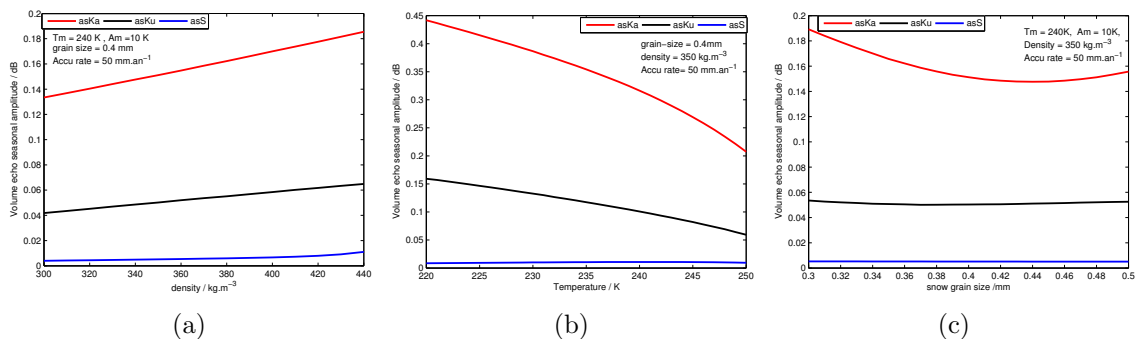 asKa asKu asS
Tm = 240 K , Am =10 K
grain size = 0.4 mm
Accu rate = 50 mm.an⁻¹
Volume echo seasonal amplitude / dB
0.2
0.18
0.16
0.14
0.12
0.1
0.08
0.06
0.04
0.02
0
300 320 340 360 380 400 420 440
density / kg.m⁻³
(a)
asKa asKu asS
grain−size = 0.4mm
density = 350 kg.m⁻³
Accu rate= 50 mm.an⁻¹
Volume echo seasonal amplitude / dB
0.45
0.4
0.35
0.3
0.25
0.2
0.15
0.1
0.05
0
220 225 230 235 240 245 250
Temperature / K
(b)
asKa asKu asS
Tm = 240K, Am = 10K,
Density = 350 kg.m⁻³
Accu rate = 50 mm.an⁻¹
Volume echo seasonal amplitude / dB
0.2
0.18
0.16
0.14
0.12
0.1
0.08
0.06
0.04
0.02
0
0.3 0.32 0.34 0.36 0.38 0.4 0.42 0.44 0.46 0.48 0.5
snow grain size /mm
(c)